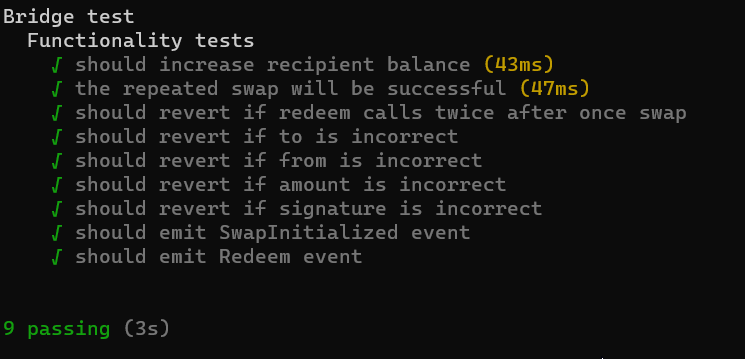 Bridge test
Functionality tests
√ should increase recipient balance (43ms)
√ the repeated swap will be successful (47ms)
√ should revert if redeem calls twice after once swap
√ should revert if to is incorrect
√ should revert if from is incorrect
√ should revert if amount is incorrect
√ should revert if signature is incorrect
√ should emit SwapInitialized event
√ should emit Redeem event
9 passing (3s)